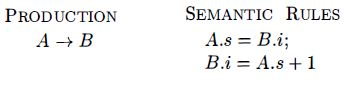 PRODUCTION SEMANTIC RULES
A → B A.s = B.i;
B.i = A.s + 1